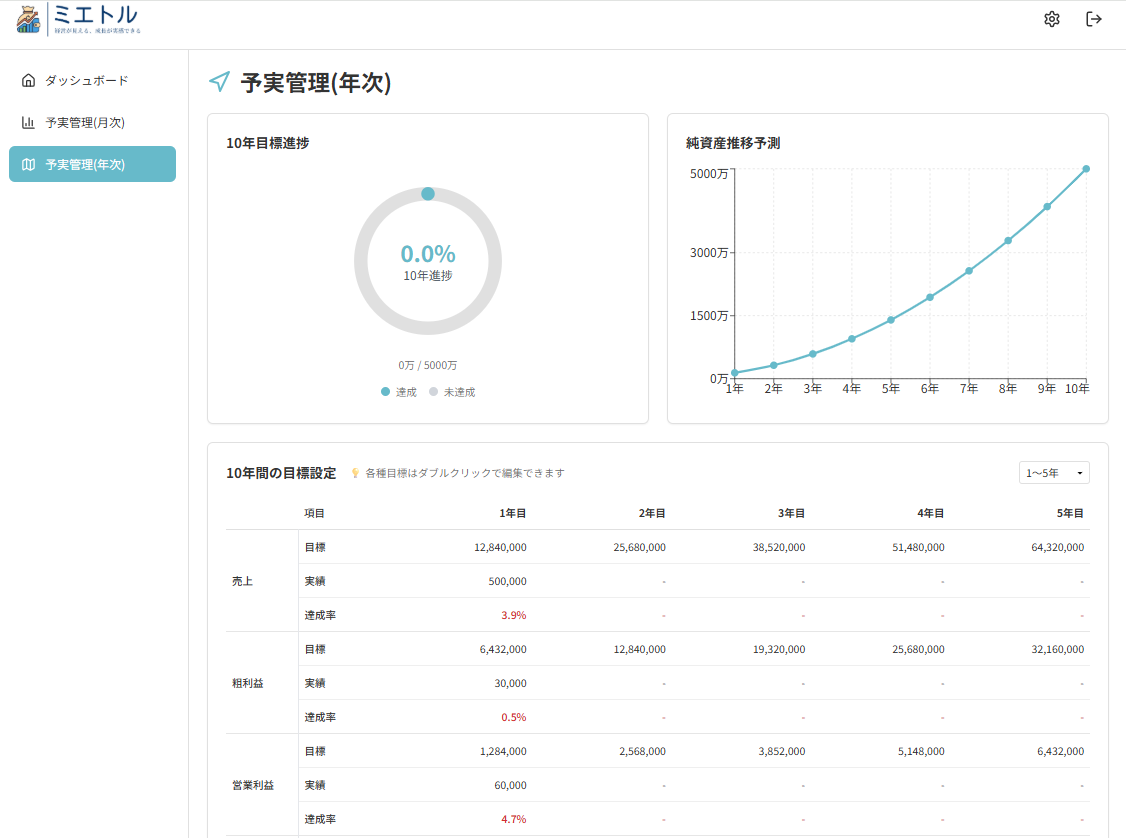 ミエトル
経営が見える、成長が実感できる
ダッシュボード
予実管理(月次)
予実管理(年次)
予実管理(年次)
10年目標進捗
0.0%
10年進捗
0万 / 5000万
達成 未達成
純資産推移予測
5000万
3000万
1500万
0万
1年 2年 3年 4年 5年 6年 7年 8年 9年 10年
10年間の目標設定 💡 各種目標はダブルクリックで編集できます 1〜5年
項目 1年目 2年目 3年目 4年目 5年目
売上
目標 12,840,000 25,680,000 38,520,000 51,480,000 64,320,000
実績 500,000 - - - -
達成率 3.9% - - - -
粗利益
目標 6,432,000 12,840,000 19,320,000 25,680,000 32,160,000
実績 30,000 - - - -
達成率 0.5% - - - -
営業利益
目標 1,284,000 2,568,000 3,852,000 5,148,000 6,432,000
実績 60,000 - - - -
達成率 4.7% - - - -